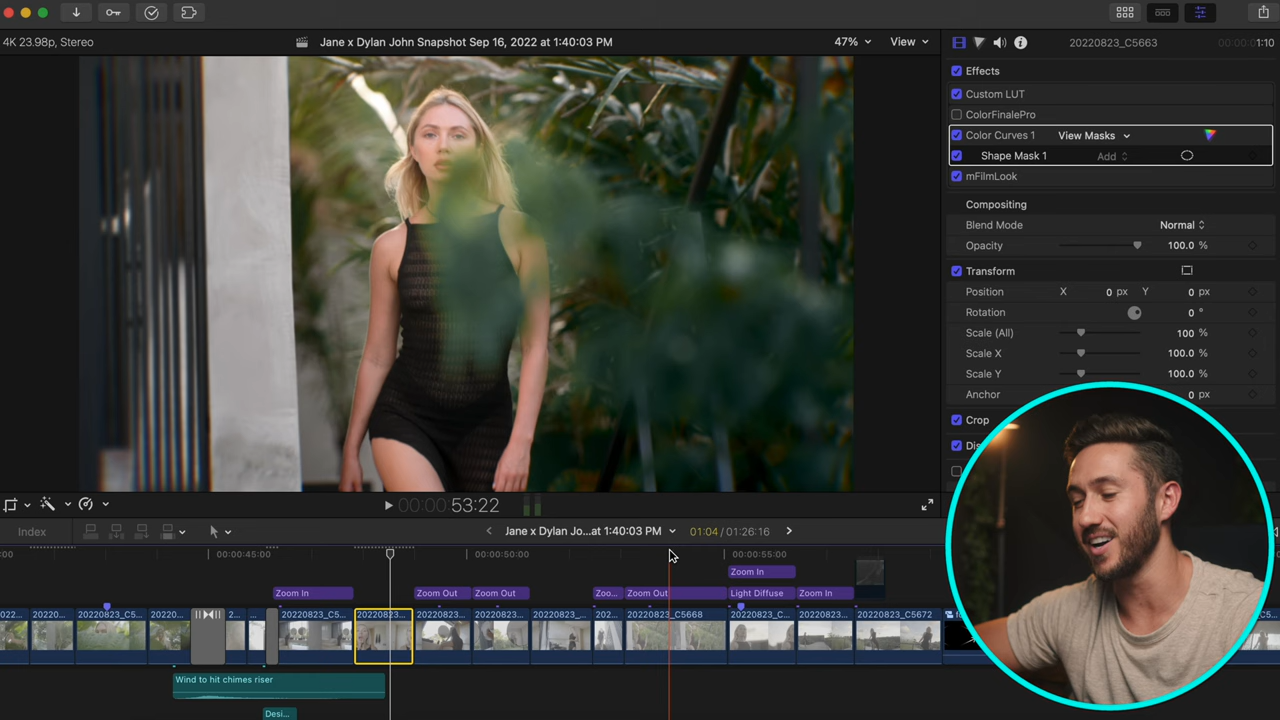 4K 23.98p, Stereo
Jane x Dylan John Snapshot Sep 16, 2022 at 1:40:03 PM
47%
View
20220823_C5663
1:10
Effects
Custom LUT
ColorFinalePro
Color Curves 1 View Masks
Shape Mask 1 Add
mFilmLook
Compositing
Blend Mode Normal
Opacity 100.0 %
Transform
Position X 0 px Y 0 px
Rotation 0 °
Scale (All) 100 %
Scale X 100.0 %
Scale Y 100.0 %
Anchor 0 px
Crop
00:00:53:22
Index
Jane x Dylan Jo...at 1:40:03 PM
01:04 / 01:26:16
00:00:45:00
00:00:50:00
00:00:55:00
Zoom In
Zoom In
Zoom Out
Zoom Out
Zoo...
Zoom Out
Light Diffuse
Zoom In
20220...
20220823_C5...
20220...
2...
20220823_C5...
20220823...
20220823...
20220823...
20220823_...
202...
20220823_C5668
20220823_C...
20220823...
20220823_C5672
Wind to hit chimes riser
Desi...